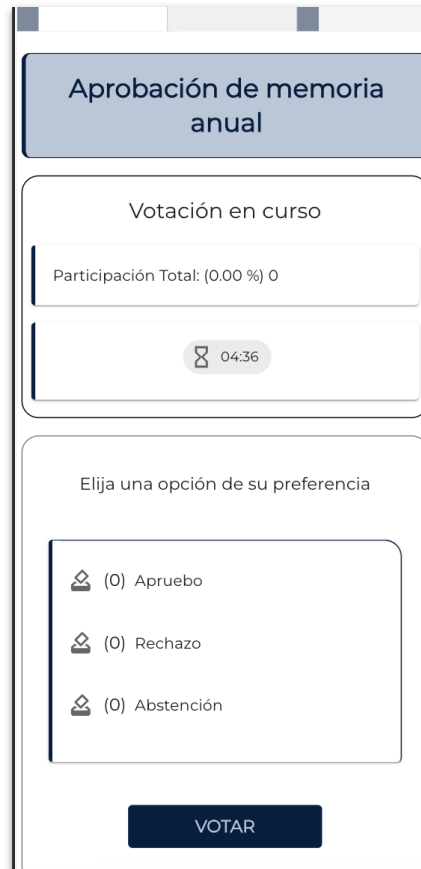 Aprobación de memoria
anual
Votación en curso
Participación Total: (0.00 %) 0
04:36
Elija una opción de su preferencia
(0) Apruebo
(0) Rechazo
(0) Abstención
VOTAR